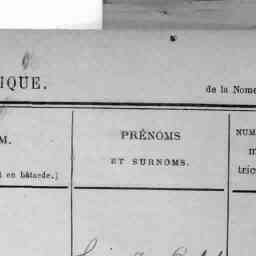 IQUE.
de la Nome
M.
PRÉNOMS
NUM
ET SURNOMS.
m
t en bâtarde.)
tric